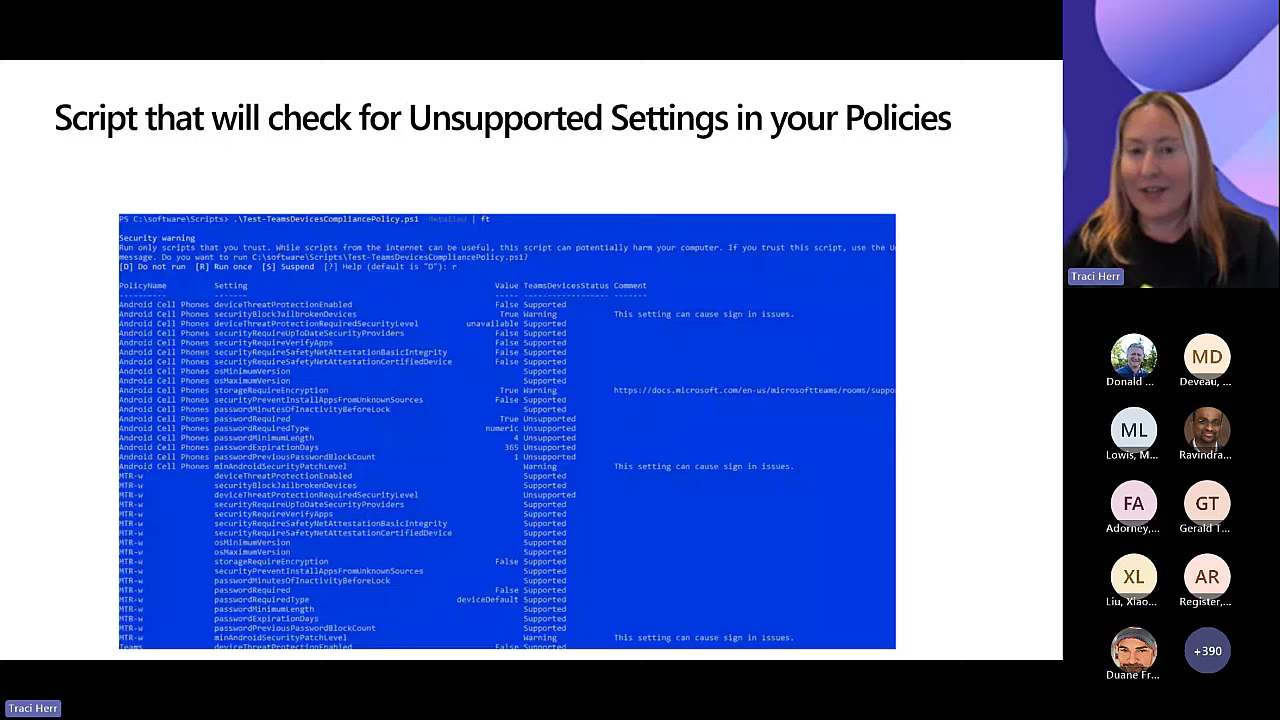 Script that will check for Unsupported Settings in your Policies
PS C:\software\Scripts> .\Test-TeamsDevicesCompliancePolicy.ps1 -Detailed | ft
Security warning
Run only scripts that you trust. While scripts from the internet can be useful, this script can potentially harm your computer. If you trust this script, use the U
message. Do you want to run C:\software\Scripts\Test-TeamsDevicesCompliancePolicy.ps1?
[D] Do not run [R] Run once [S] Suspend [?] Help (default is "D"): r
PolicyName Setting Value TeamsDevicesStatus Comment
---------- ------- ----- ------------------ -------
Android Cell Phones deviceThreatProtectionEnabled False Supported
Android Cell Phones securityBlockJailbrokenDevices True Warning This setting can cause sign in issues.
Android Cell Phones deviceThreatProtectionRequiredSecurityLevel unavailable Supported
Android Cell Phones securityRequireUpToDateSecurityProviders False Supported
Android Cell Phones securityRequireVerifyApps False Supported
Android Cell Phones securityRequireSafetyNetAttestationBasicIntegrity False Supported
Android Cell Phones securityRequireSafetyNetAttestationCertifiedDevice False Supported
Android Cell Phones osMinimumVersion Supported
Android Cell Phones osMaximumVersion Supported
Android Cell Phones storageRequireEncryption True Warning https://docs.microsoft.com/en-us/microsoftteams/rooms/suppo
Android Cell Phones securityPreventInstallAppsFromUnknownSources False Supported
Android Cell Phones passwordMinutesOfInactivityBeforeLock Supported
Android Cell Phones passwordRequired True Unsupported
Android Cell Phones passwordRequiredType numeric Unsupported
Android Cell Phones passwordMinimumLength 4 Unsupported
Android Cell Phones passwordExpirationDays 365 Unsupported
Android Cell Phones passwordPreviousPasswordBlockCount 1 Unsupported
Android Cell Phones minAndroidSecurityPatchLevel Warning This setting can cause sign in issues.
MTR-w deviceThreatProtectionEnabled Supported
MTR-w securityBlockJailbrokenDevices Supported
MTR-w deviceThreatProtectionRequiredSecurityLevel Unsupported
MTR-w securityRequireUpToDateSecurityProviders Supported
MTR-w securityRequireVerifyApps Supported
MTR-w securityRequireSafetyNetAttestationBasicIntegrity Supported
MTR-w securityRequireSafetyNetAttestationCertifiedDevice Supported
MTR-w osMinimumVersion Supported
MTR-w osMaximumVersion Supported
MTR-w storageRequireEncryption False Supported
MTR-w securityPreventInstallAppsFromUnknownSources Supported
MTR-w passwordMinutesOfInactivityBeforeLock Supported
MTR-w passwordRequired False Supported
MTR-w passwordRequiredType deviceDefault Supported
MTR-w passwordMinimumLength Supported
MTR-w passwordExpirationDays Supported
MTR-w passwordPreviousPasswordBlockCount Supported
MTR-w minAndroidSecurityPatchLevel Warning This setting can cause sign in issues.
Teams deviceThreatProtectionEnabled False Supported
Traci Herr
Donald ...
MD
Deveau, ...
ML
Lowis, M...
Ravindra...
FA
Adorney,...
GT
Gerald T...
XL
Liu, Xiao...
AR
Register,...
Duane Fr...
+390
Traci Herr